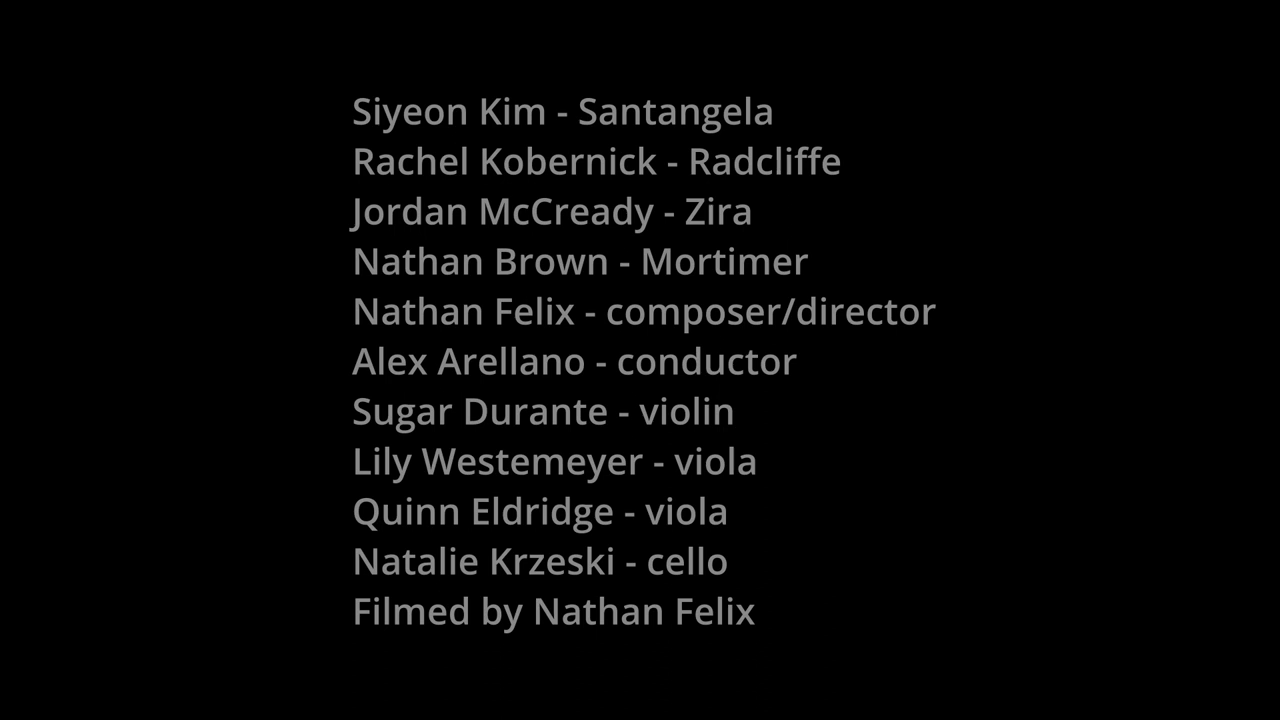 Siyeon Kim - Santangela
Rachel Kobernick - Radcliffe
Jordan McCready - Zira
Nathan Brown - Mortimer
Nathan Felix - composer/director
Alex Arellano - conductor
Sugar Durante - violin
Lily Westemeyer - viola
Quinn Eldridge - viola
Natalie Krzeski - cello
Filmed by Nathan Felix